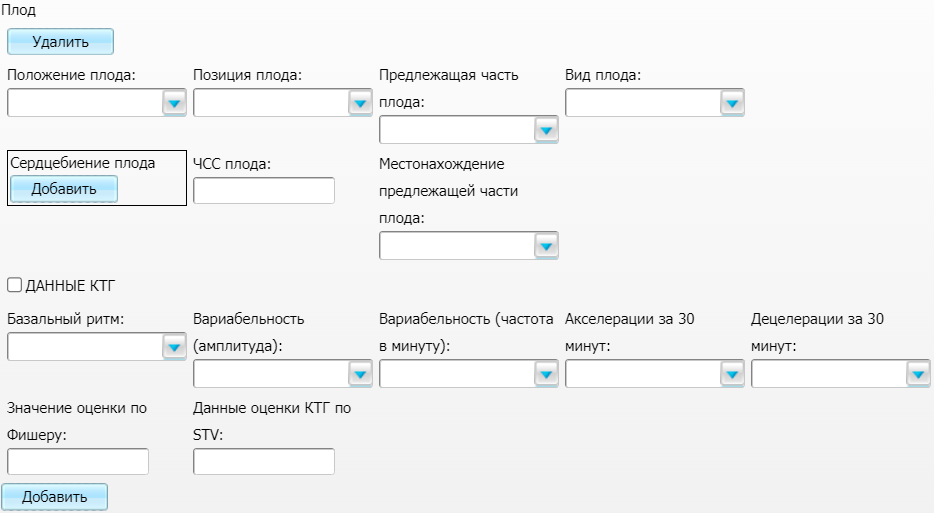 Плод
Удалить
Положение плода:
Позиция плода:
Предлежащая часть
плода:
Вид плода:
Сердцебиение плода
Добавить
ЧСС плода:
Местонахождение
предлежащей части
плода:
ДАННЫЕ КТГ
Базальный ритм:
Вариабельность
(амплитуда):
Вариабельность (частота
в минуту):
Акселерации за 30
минут:
Децелерации за 30
минут:
Значение оценки по
Фишеру:
Данные оценки КТГ по
STV:
Добавить